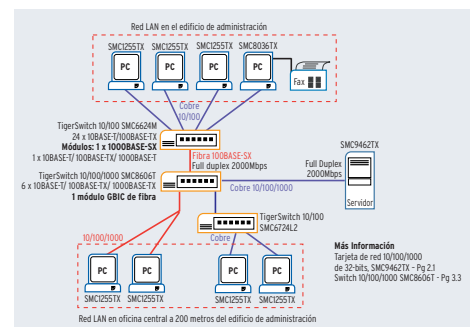 Red LAN en el edificio de administración
SMC1255TX SMC1255TX SMC1255TX SMC8036TX
PC PC PC PC
Fax
Cobre
10/100
TigerSwitch 10/100 SMC6624M
24 x 10BASE-T/100BASE-TX
Módulos: 1 x 1000BASE-SX
1 x 10BASE-T/ 100BASE-TX/ 1000BASE-T
Fibra 100BASE-SX
Full duplex 2000Mbps
SMC9462TX
Full Duplex
2000Mbps
Servidor
TigerSwitch 10/100/1000 SMC8606T
6 x 10BASE-T/ 100BASE-TX/ 1000BASE-TX
1 módulo GBIC de fibra
Cobre 10/100/1000
TigerSwitch 10/100
SMC6724L2
10/100/1000
Cobre
PC PC PC PC
SMC1255TX SMC1255TX SMC1255TX SMC1255TX
Más Información
Tarjeta de red 10/100/1000
de 32-bits, SMC9462TX - Pg 2.1
Switch 10/100/1000 SMC8606T - Pg 3.3
Red LAN en oficina central a 200 metros del edificio de administración